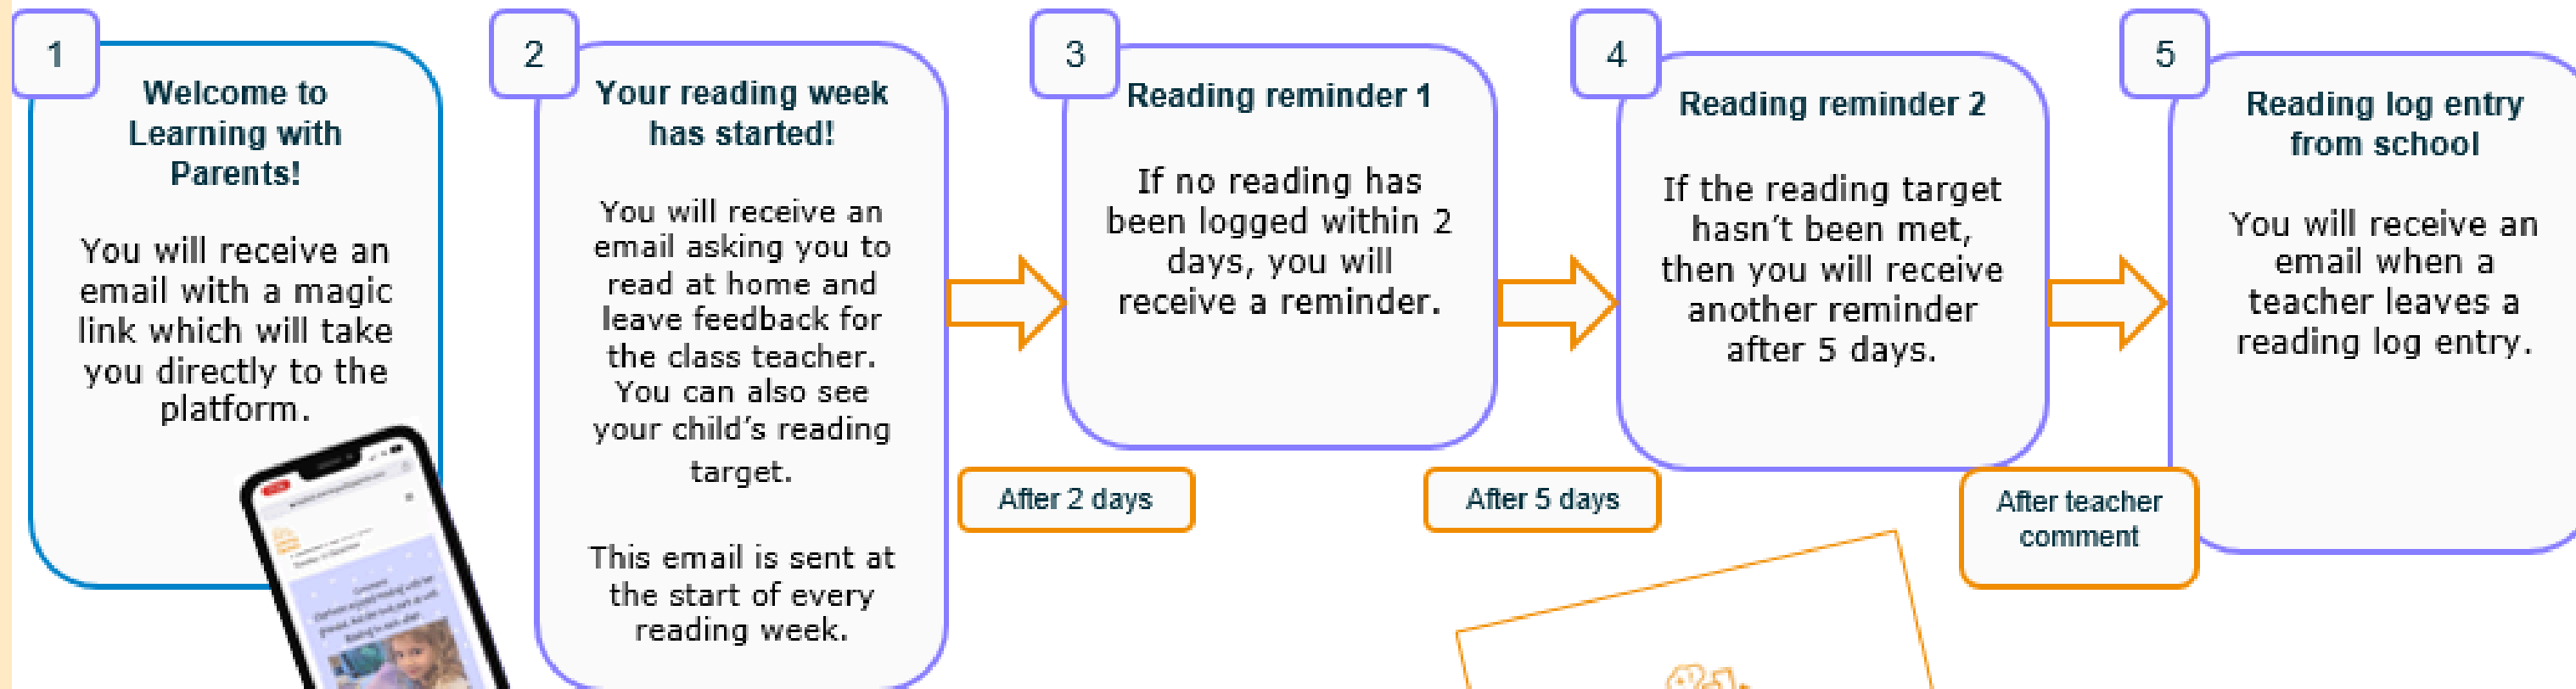 1
Welcome to
Learning with
Parents!
You will receive an
email with a magic
link which will take
you directly to the
platform.
2
Your reading week
has started!
You will receive an
email asking you to
read at home and
leave feedback for
the class teacher.
You can also see
your child’s reading
target.
This email is sent at
the start of every
reading week.
3
Reading reminder 1
If no reading has
been logged within 2
days, you will
receive a reminder.
After 2 days
4
Reading reminder 2
If the reading target
hasn’t been met,
then you will receive
another reminder
after 5 days.
After 5 days
5
Reading log entry
from school
You will receive an
email when a
teacher leaves a
reading log entry.
After teacher
comment